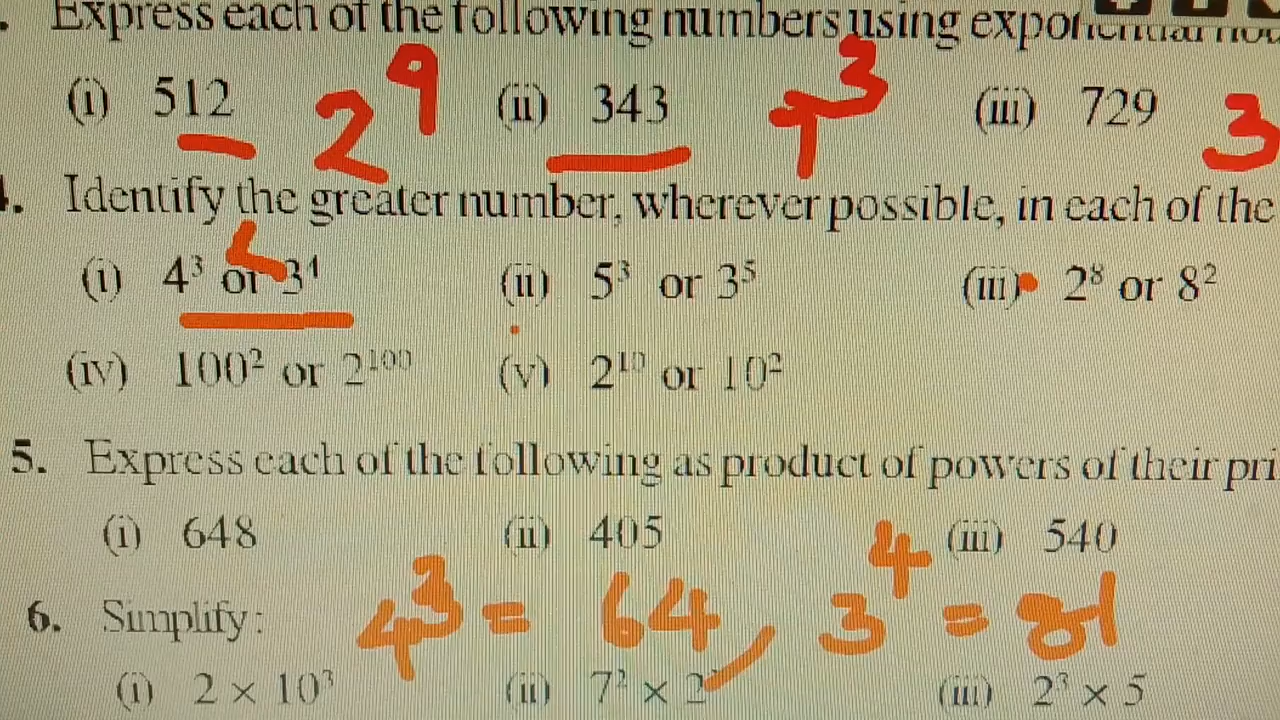 Express each of the following numbers using exponential
(i) 512 2⁹ (ii) 343 7³ (iii) 729 3
4. Identify the greater number, wherever possible, in each of the
(i) 4³ < or 3⁴ (ii) 5³ or 3⁵ (iii) 2⁸ or 8²
(iv) 100² or 2¹⁰⁰ (v) 2¹⁰ or 10²
5. Express each of the following as product of powers of their pri
(i) 648 (ii) 405 (iii) 540
4³ = 64, 3⁴ = 81
6. Simplify:
(i) 2 × 10³ (ii) 7² × 2 (iii) 2³ × 5